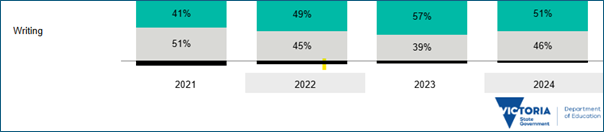 41% 49% 57% 51%
Writing
51% 45% 39% 46%
2021 2022 2023 2024
VICTORIA
State
Government
Department
of Education